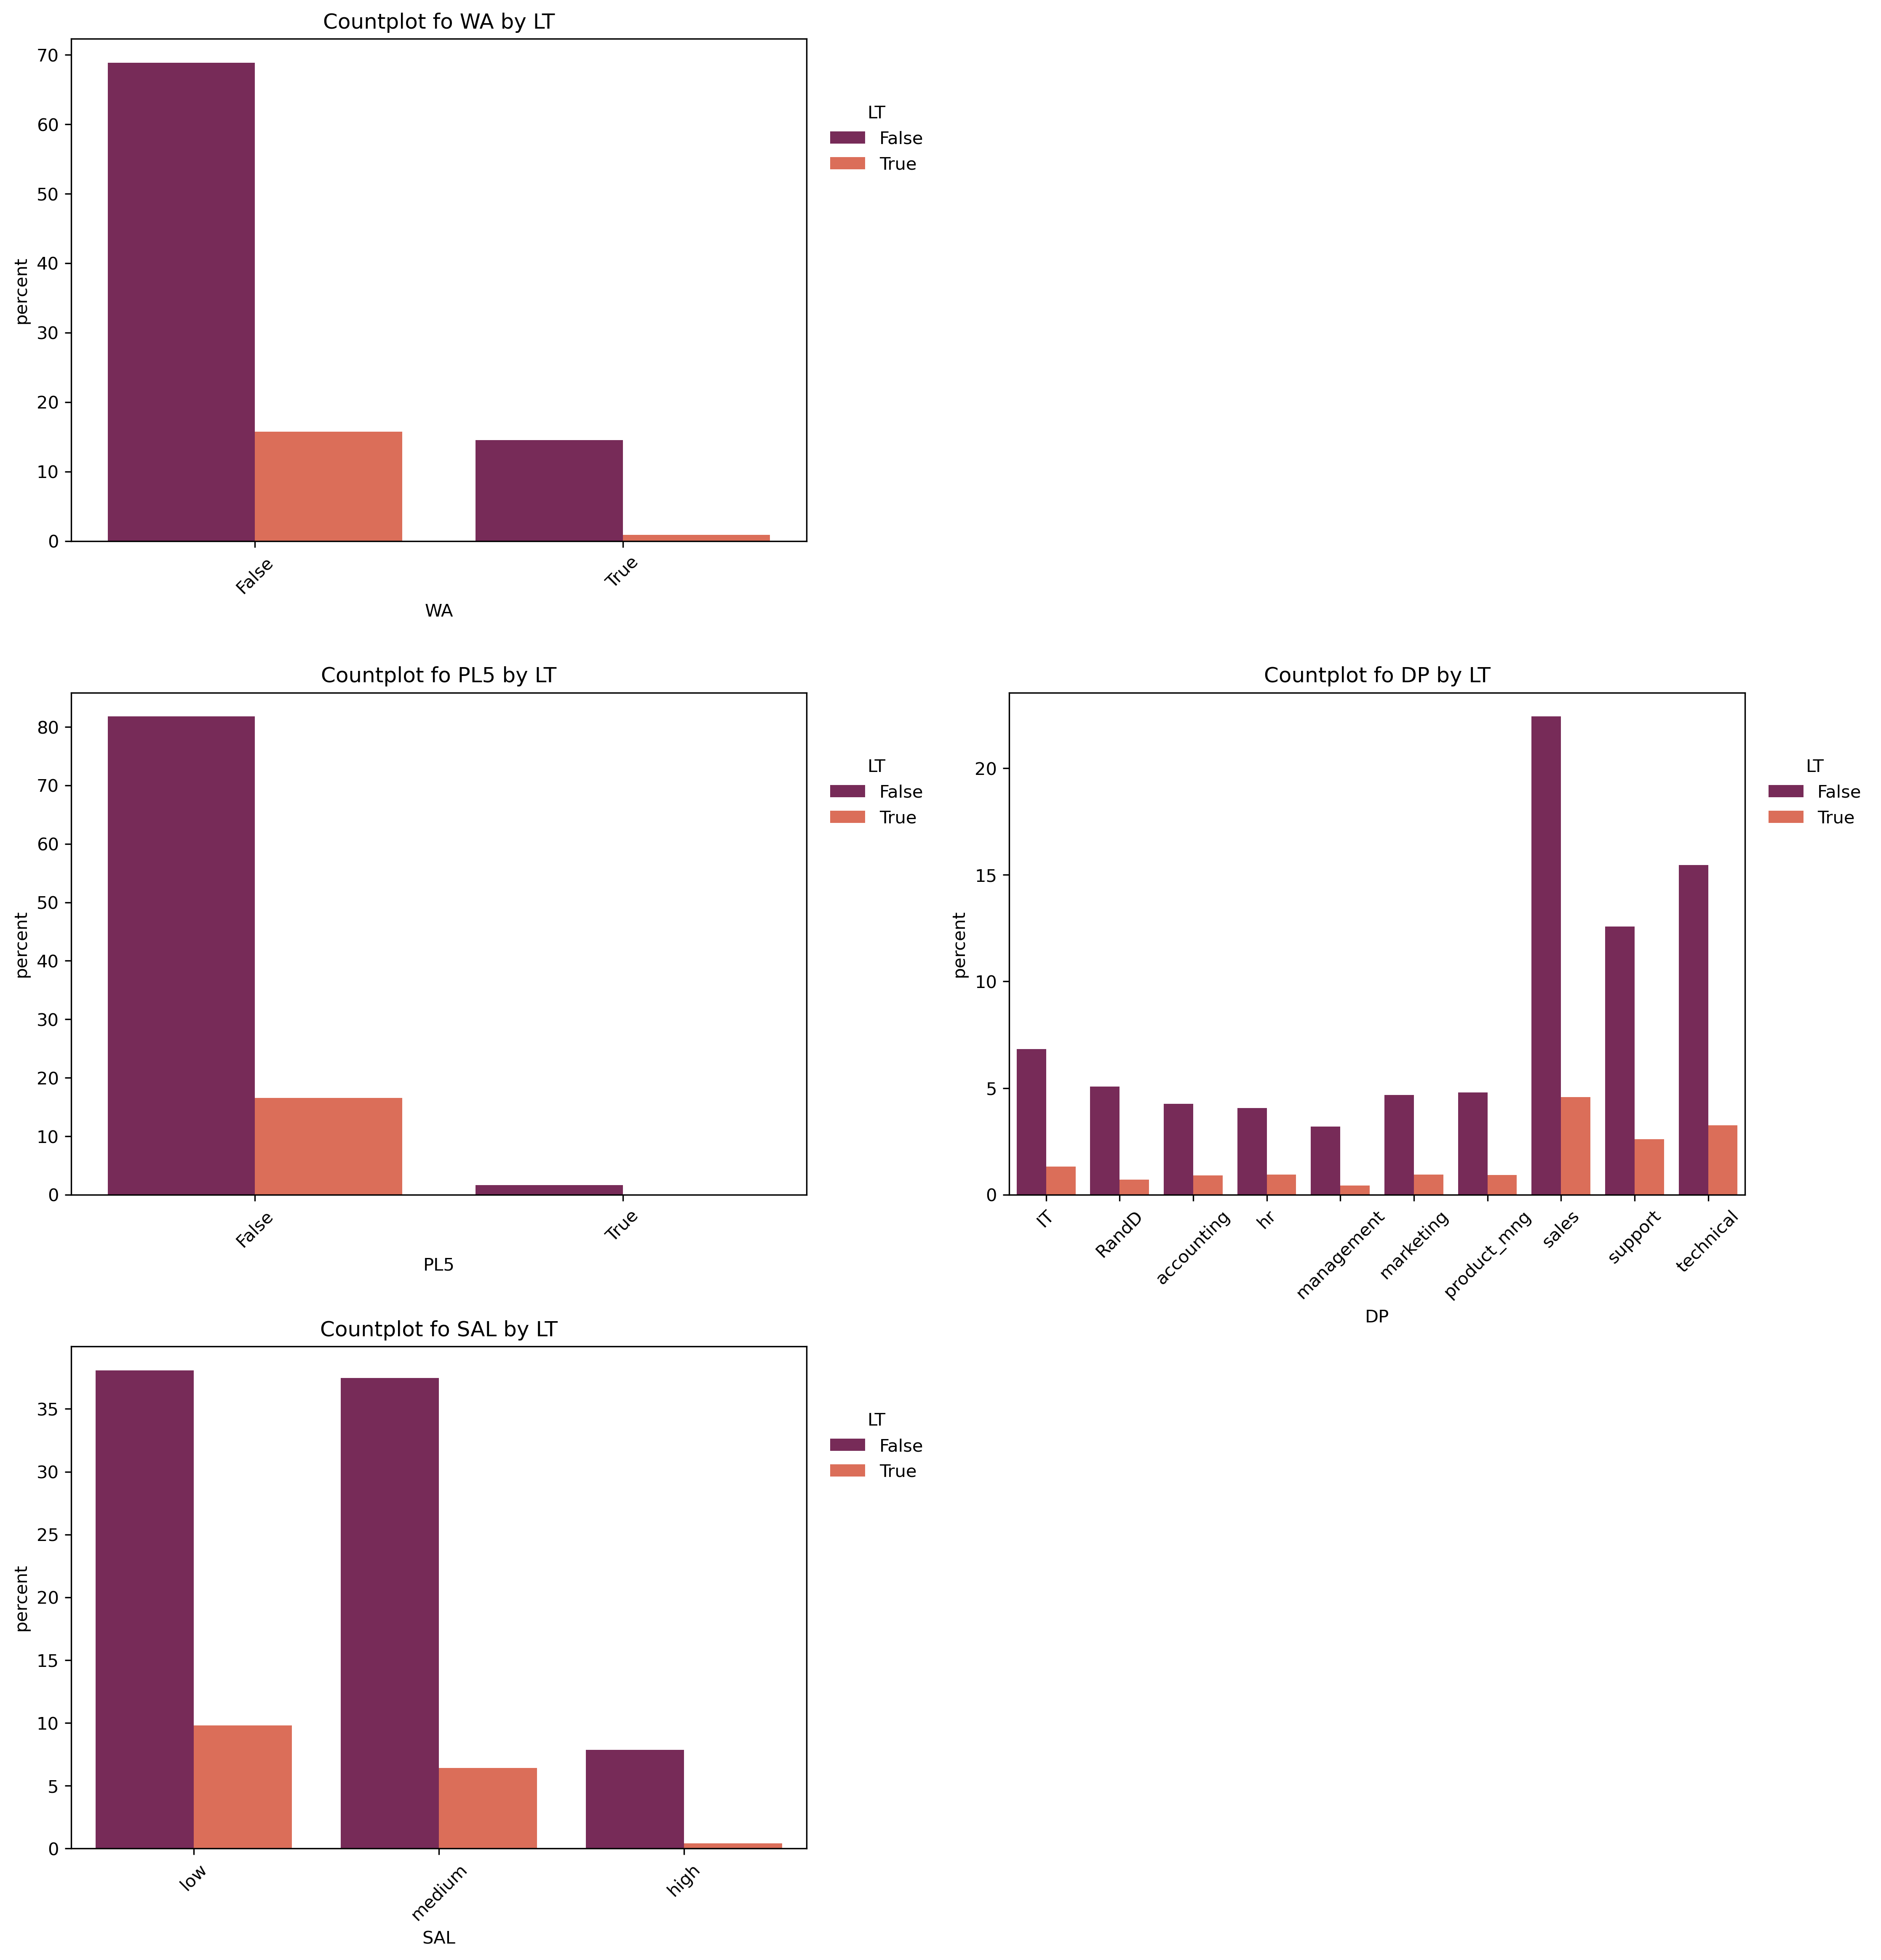 Countplot fo WA by LT
70
60
50
40
30
20
10
0
percent
False
True
WA
LT
False
True
Countplot fo PL5 by LT
80
70
60
50
40
30
20
10
0
percent
False
True
PL5
LT
False
True
Countplot fo DP by LT
20
15
10
5
0
percent
IT
RandD
accounting
hr
management
marketing
product_mng
sales
support
technical
DP
LT
False
True
Countplot fo SAL by LT
35
30
25
20
15
10
5
0
percent
low
medium
high
SAL
LT
False
True